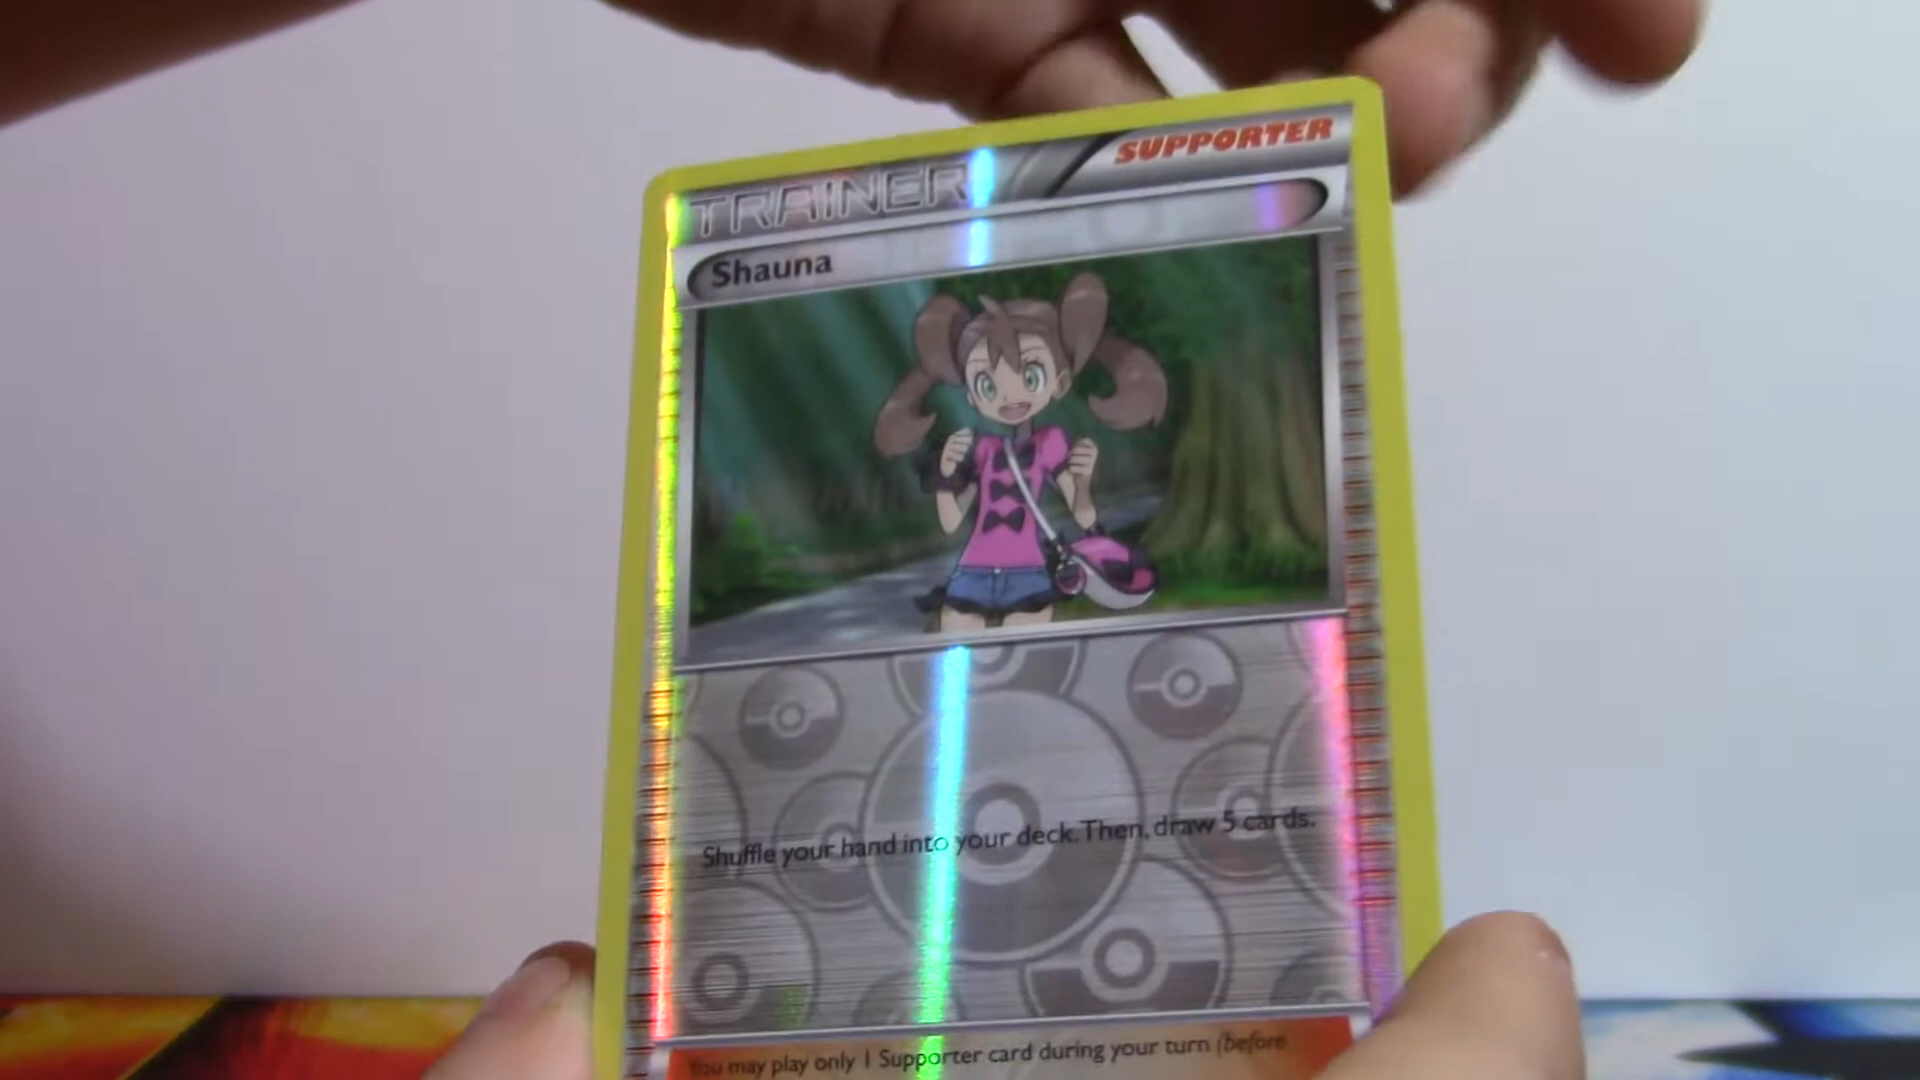 TRAINER
SUPPORTER
Shauna
Shuffle your hand into your deck. Then, draw 5 cards.
You may play only 1 Supporter card during your turn (before